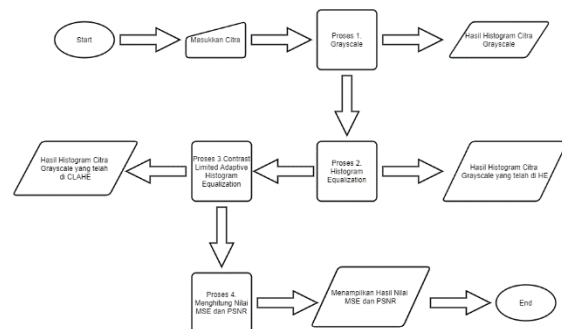 Start
Masukkan Citra
Proses 1.
Grayscale
Hasil Histogram Citra
Grayscale
Hasil Histogram Citra
Grayscale yang telah
di CLAHE
Proses 3.Contrast
Limited Adaptive
Histogram
Equalization
Proses 2.
Histogram
Equalization
Hasil Histogram Citra
Grayscale yang telah di HE
Proses 4.
Menghitung Nilai
MSE dan PSNR
Menampilkan Hasil Nilai
MSE dan PSNR
End